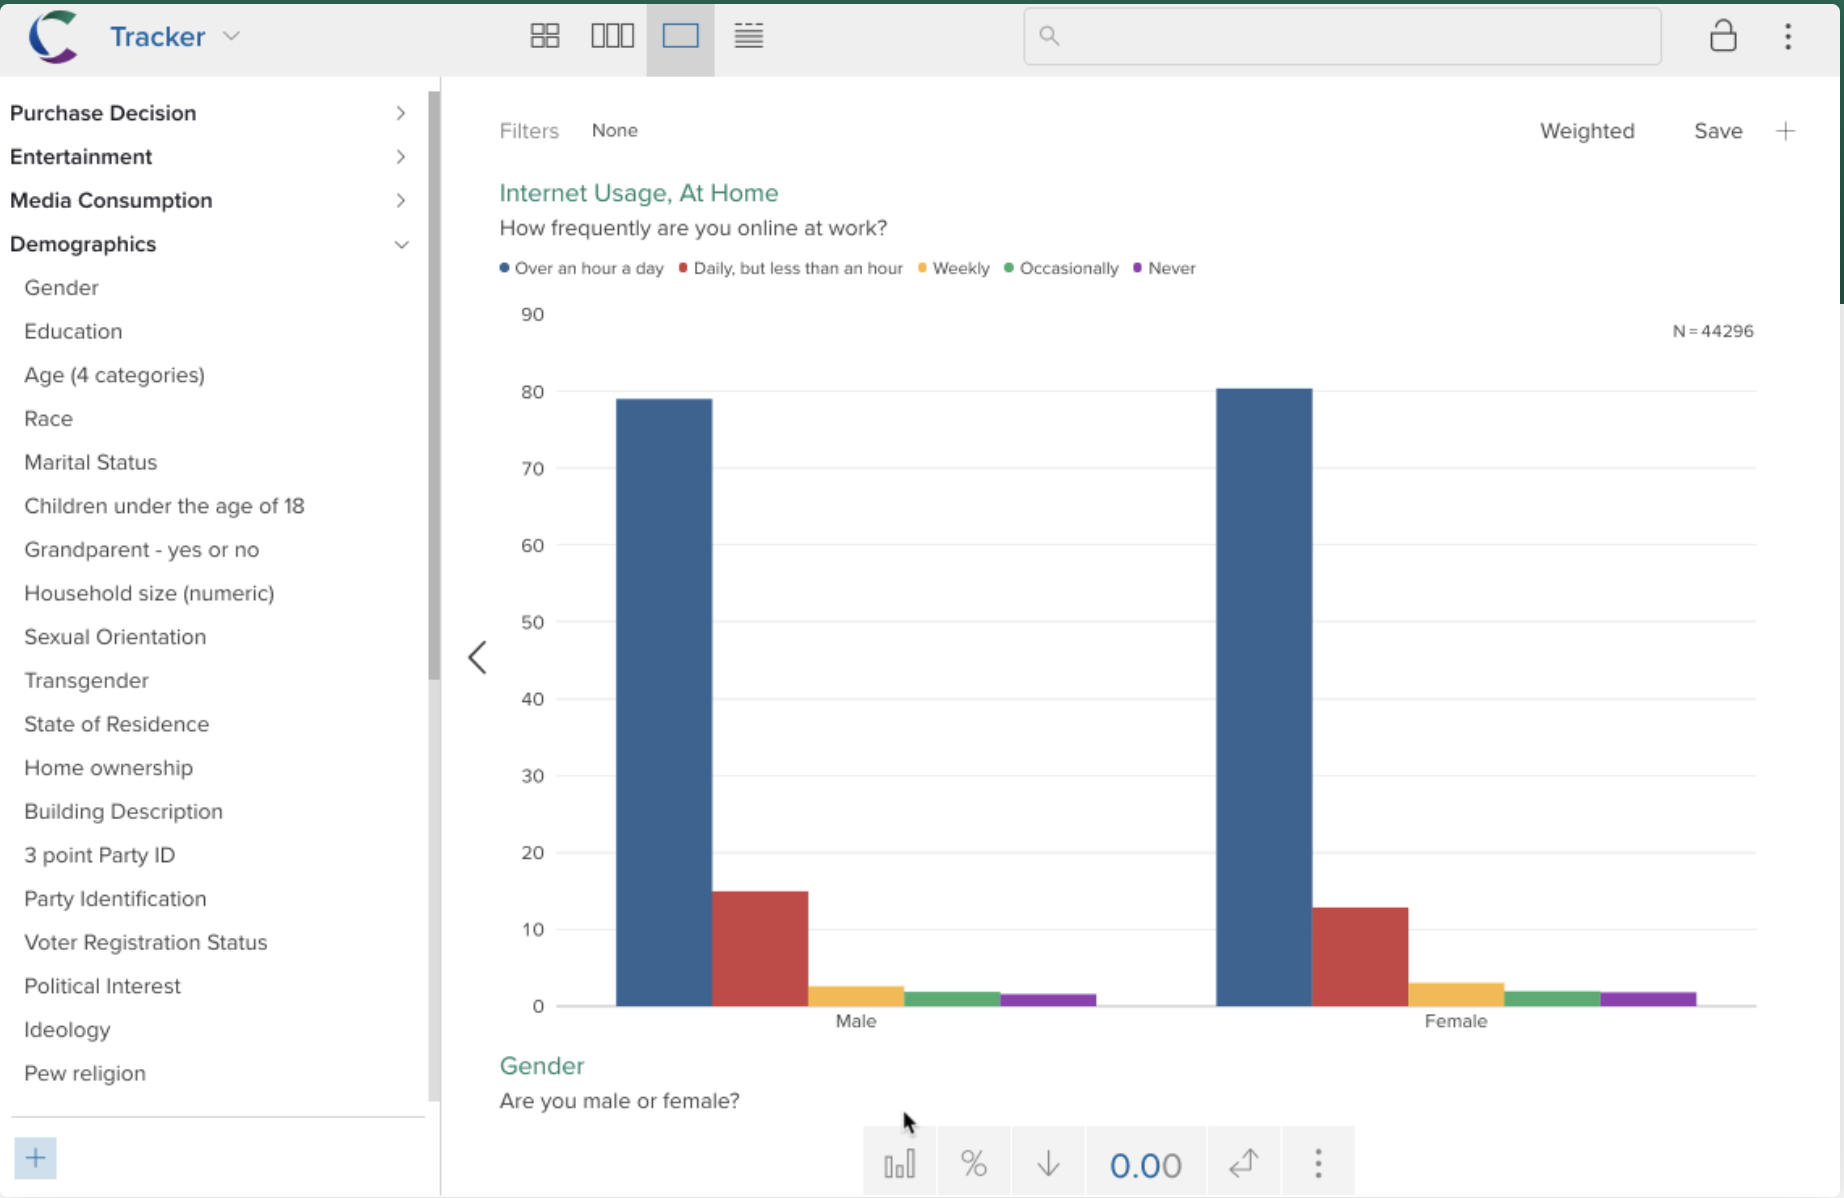 Tracker
Purchase Decision
Entertainment
Media Consumption
Demographics
Gender
Education
Age (4 categories)
Race
Marital Status
Children under the age of 18
Grandparent - yes or no
Household size (numeric)
Sexual Orientation
Transgender
State of Residence
Home ownership
Building Description
3 point Party ID
Party Identification
Voter Registration Status
Political Interest
Ideology
Pew religion
+
Filters None Weighted Save +
Internet Usage, At Home
How frequently are you online at work?
Over an hour a day Daily, but less than an hour Weekly Occasionally Never
90
N=44296
80
70
60
50
40
30
20
10
0
Male Female
Gender
Are you male or female?
% 0.00